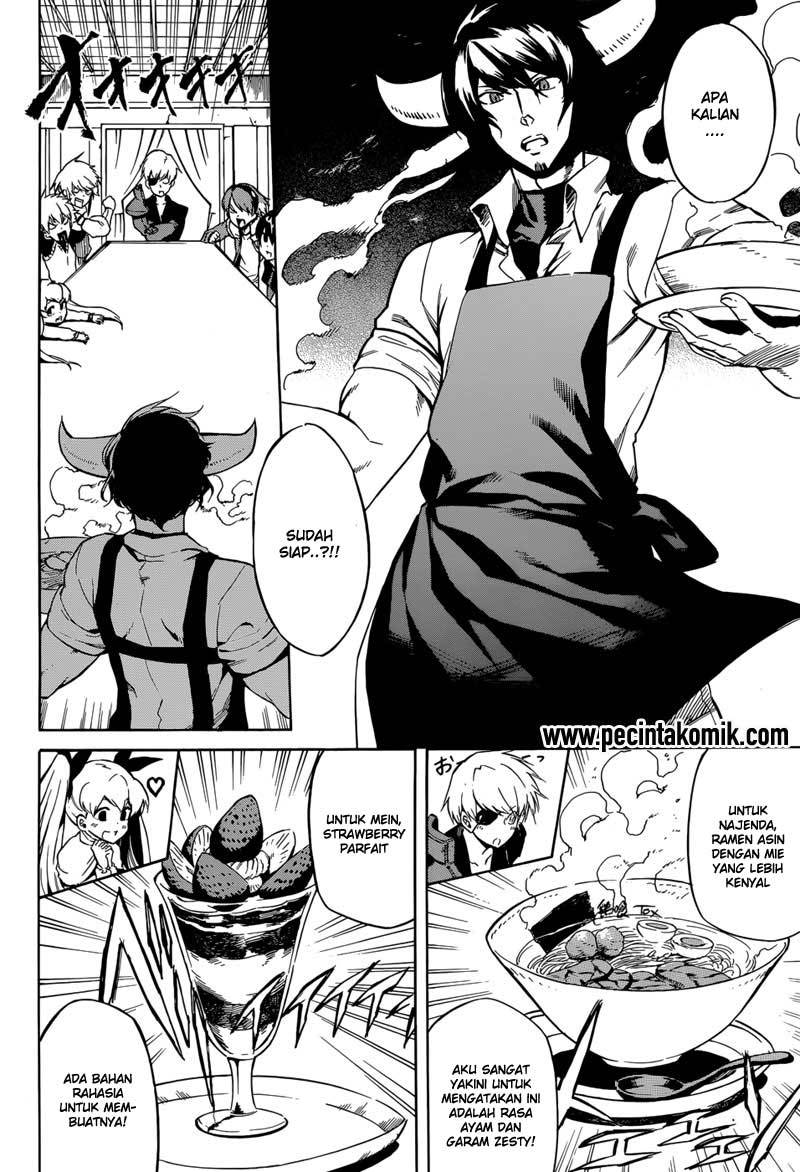 APA
KALIAN
....
SUDAH
SIAP..?!!
www.pecintakomik.com
お
UNTUK
NAJENDA,
RAMEN ASIN
DENGAN MIE
YANG LEBIH
KENYAL
AKU SANGAT
YAKINI UNTUK
MENGATAKAN INI
ADALAH RASA
AYAM DAN
GARAM ZESTY!
UNTUK MEIN,
STRAWBERRY
PARFAIT
ADA BAHAN
RAHASIA
UNTUK MEM-
BUATNYA!